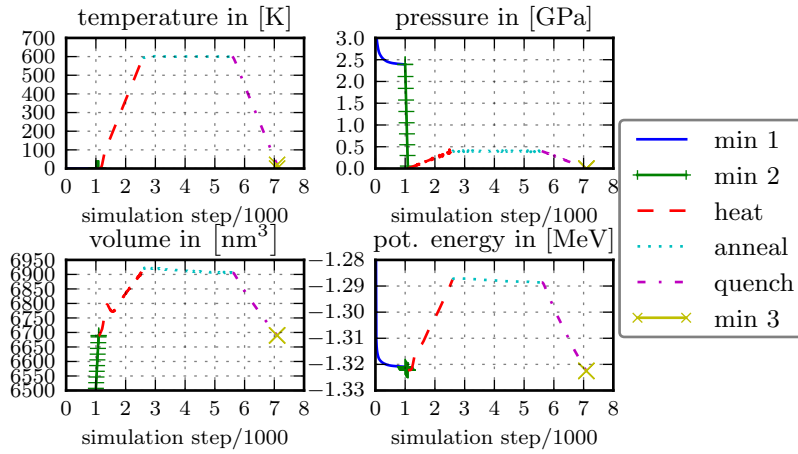 temperature in [K]
700
600
500
400
300
200
100
0
0 1 2 3 4 5 6 7 8
simulation step/1000
pressure in [GPa]
3.0
2.5
2.0
1.5
1.0
0.5
0.0
0 1 2 3 4 5 6 7 8
simulation step/1000
volume in [nm³]
6950
6900
6850
6800
6750
6700
6650
6600
6550
6500
0 1 2 3 4 5 6 7 8
simulation step/1000
pot. energy in [MeV]
−1.28
−1.29
−1.30
−1.31
−1.32
−1.33
0 1 2 3 4 5 6 7 8
simulation step/1000
min 1
min 2
heat
anneal
quench
min 3